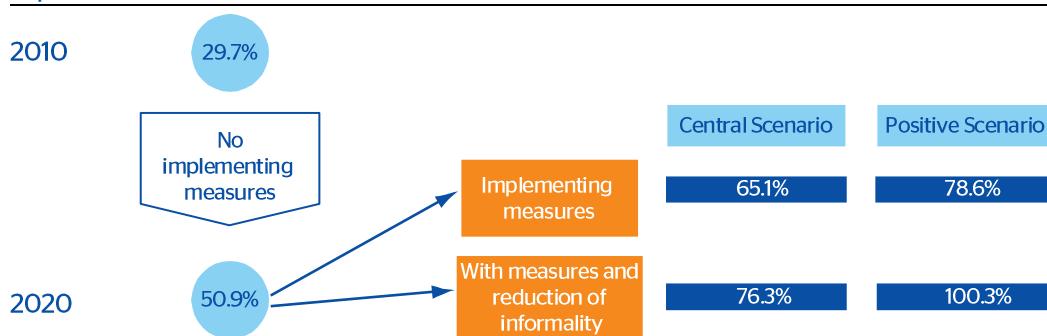 2010
29.7%
No
implementing
measures
Central Scenario
Positive Scenario
Implementing
measures
65.1%
78.6%
2020
50.9%
With measures and
reduction of
informality
76.3%
100.3%